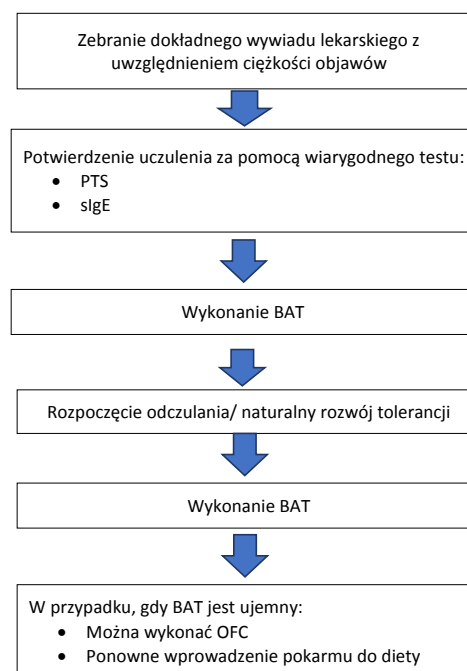 Zebranie dokładnego wywiadu lekarskiego z
uwzględnieniem ciężkości objawów
Potwierdzenie uczulenia za pomocą wiarygodnego testu:
• PTS
• sIgE
Wykonanie BAT
Rozpoczęcie odczulania/ naturalny rozwój tolerancji
Wykonanie BAT
W przypadku, gdy BAT jest ujemny:
• Można wykonać OFC
• Ponowne wprowadzenie pokarmu do diety